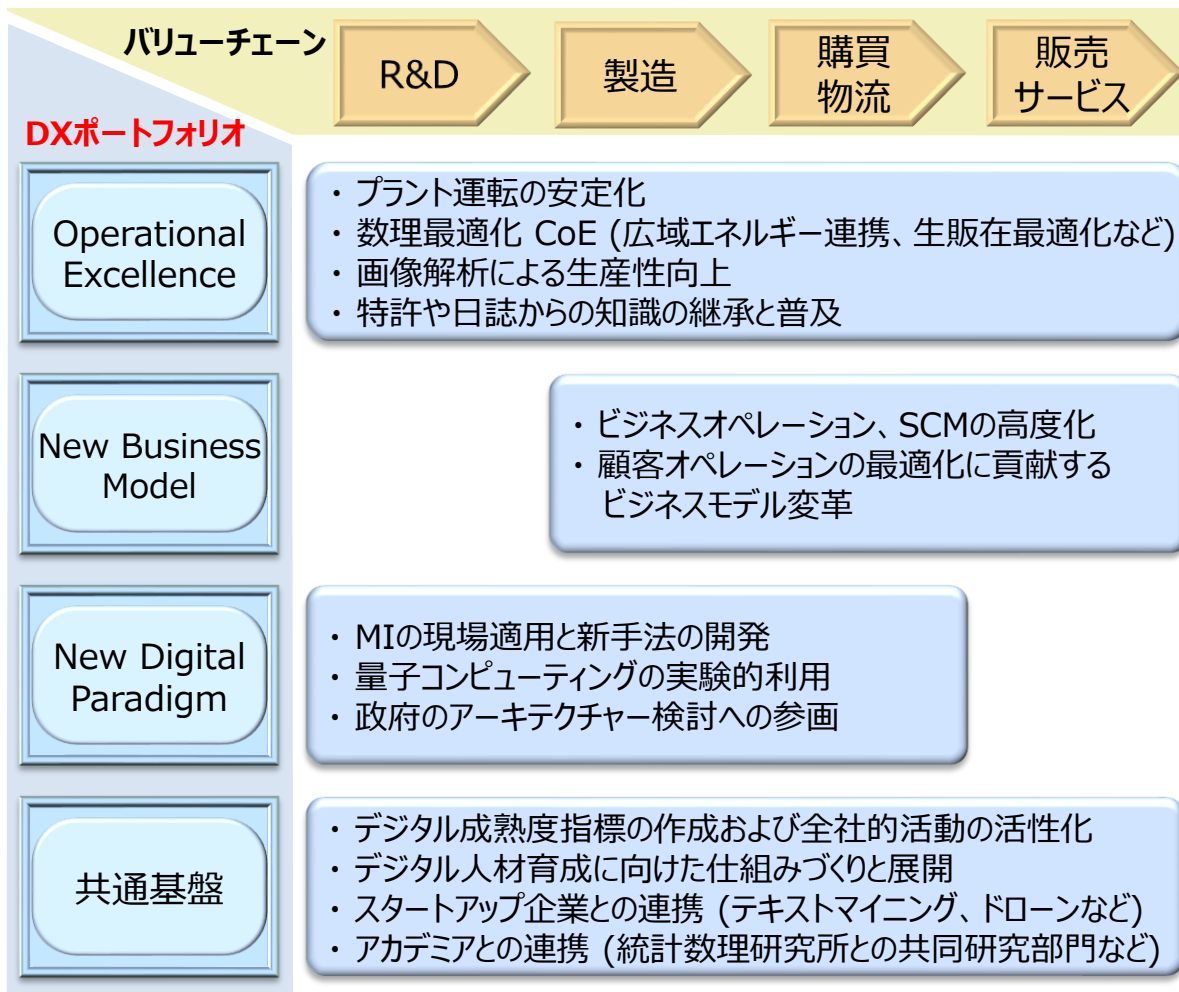 バリューチェーン
R&D
製造
購買
物流
販売
サービス
DXポートフォリオ
Operational
Excellence
・ プラント運転の安定化
・ 数理最適化 CoE (広域エネルギー連携、生販在最適化など)
・ 画像解析による生産性向上
・ 特許や日誌からの知識の継承と普及
New Business
Model
・ ビジネスオペレーション、SCMの高度化
・ 顧客オペレーションの最適化に貢献する
ビジネスモデル変革
New Digital
Paradigm
・ MIの現場適用と新手法の開発
・ 量子コンピューティングの実験的利用
・ 政府のアーキテクチャー検討への参画
共通基盤
・ デジタル成熟度指標の作成および全社的活動の活性化
・ デジタル人材育成に向けた仕組みづくりと展開
・ スタートアップ企業との連携 (テキストマイニング、ドローンなど)
・ アカデミアとの連携 (統計数理研究所との共同研究部門など)